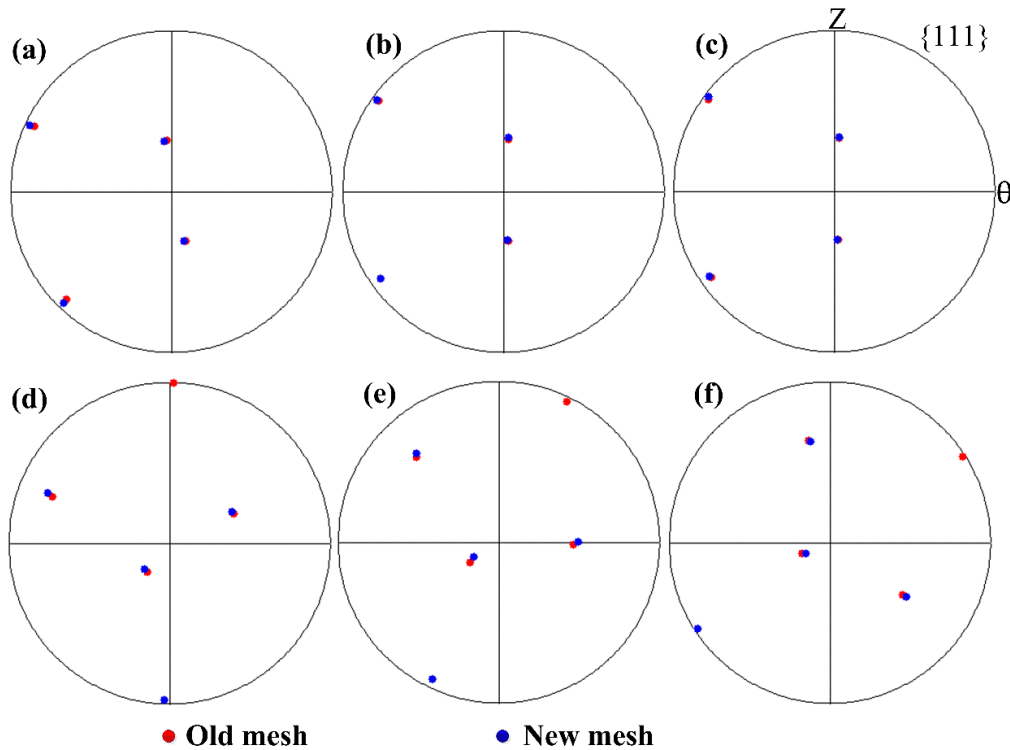 (a)
(b)
(c)
Z
{111}
θ
(d)
(e)
(f)
Old mesh
New mesh